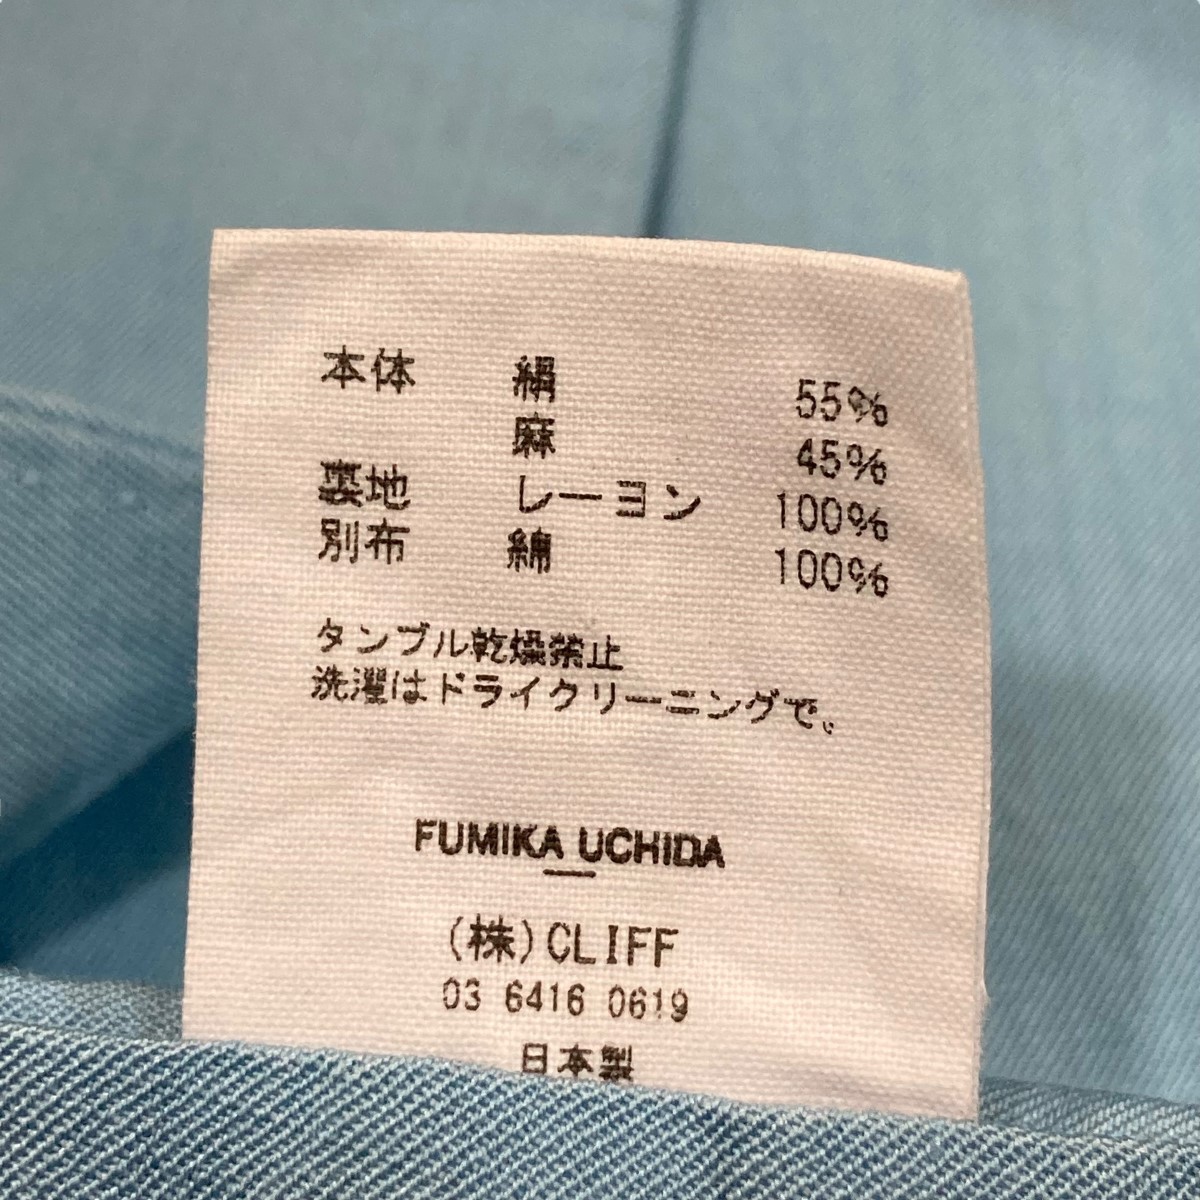 本体 絹 55%
麻 45%
裏地 レーヨン 100%
別布 綿 100%
タンブル乾燥禁止
洗濯はドライクリーニングで。
FUMIKA UCHIDA
(株)CLIFF
03 6416 0619
日本製